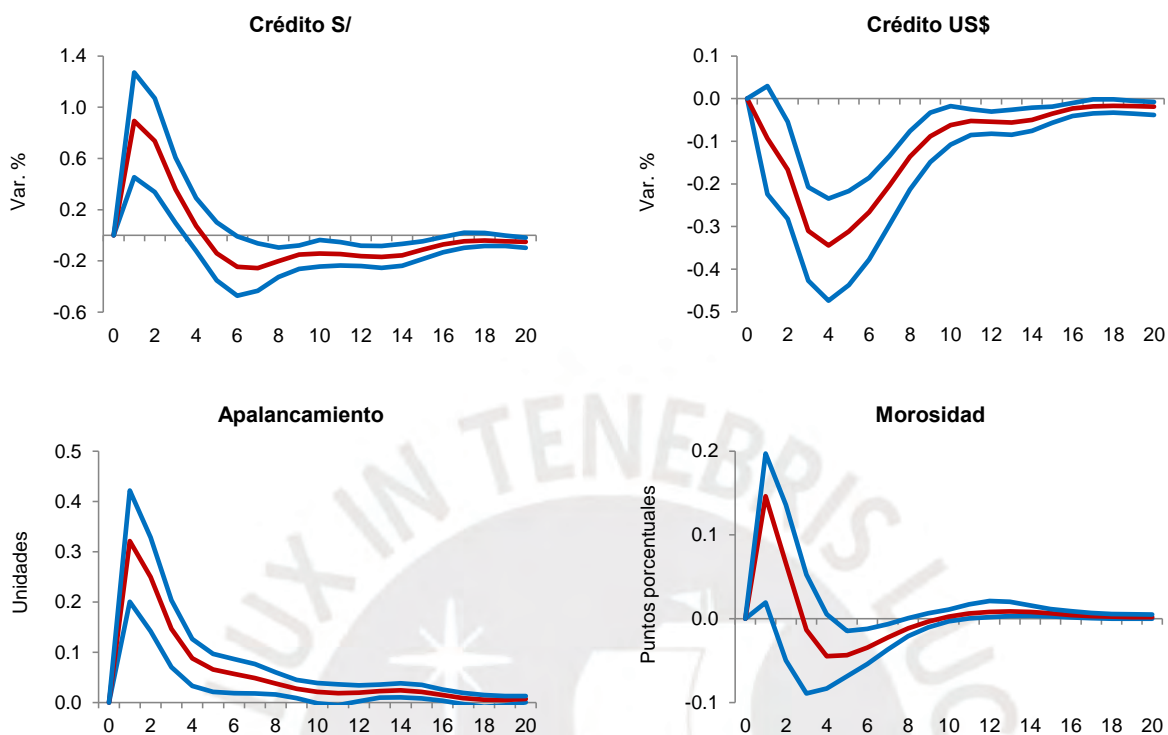 Crédito S/
1.4
1.0
0.6
0.2
-0.2
-0.6
Var. %
0 2 4 6 8 10 12 14 16 18 20
Crédito US$
0.0
-0.1
-0.2
-0.3
-0.4
-0.5
Var. %
0 2 4 6 8 10 12 14 16 18 20
Apalancamiento
0.5
0.4
0.3
0.2
0.1
0.0
Unidades
0 2 4 6 8 10 12 14 16 18 20
Morosidad
0.2
0.1
0.0
-0.1
Puntos porcentuales
0 2 4 6 8 10 12 14 16 18 20
LUX IN TENEBRIS LUC